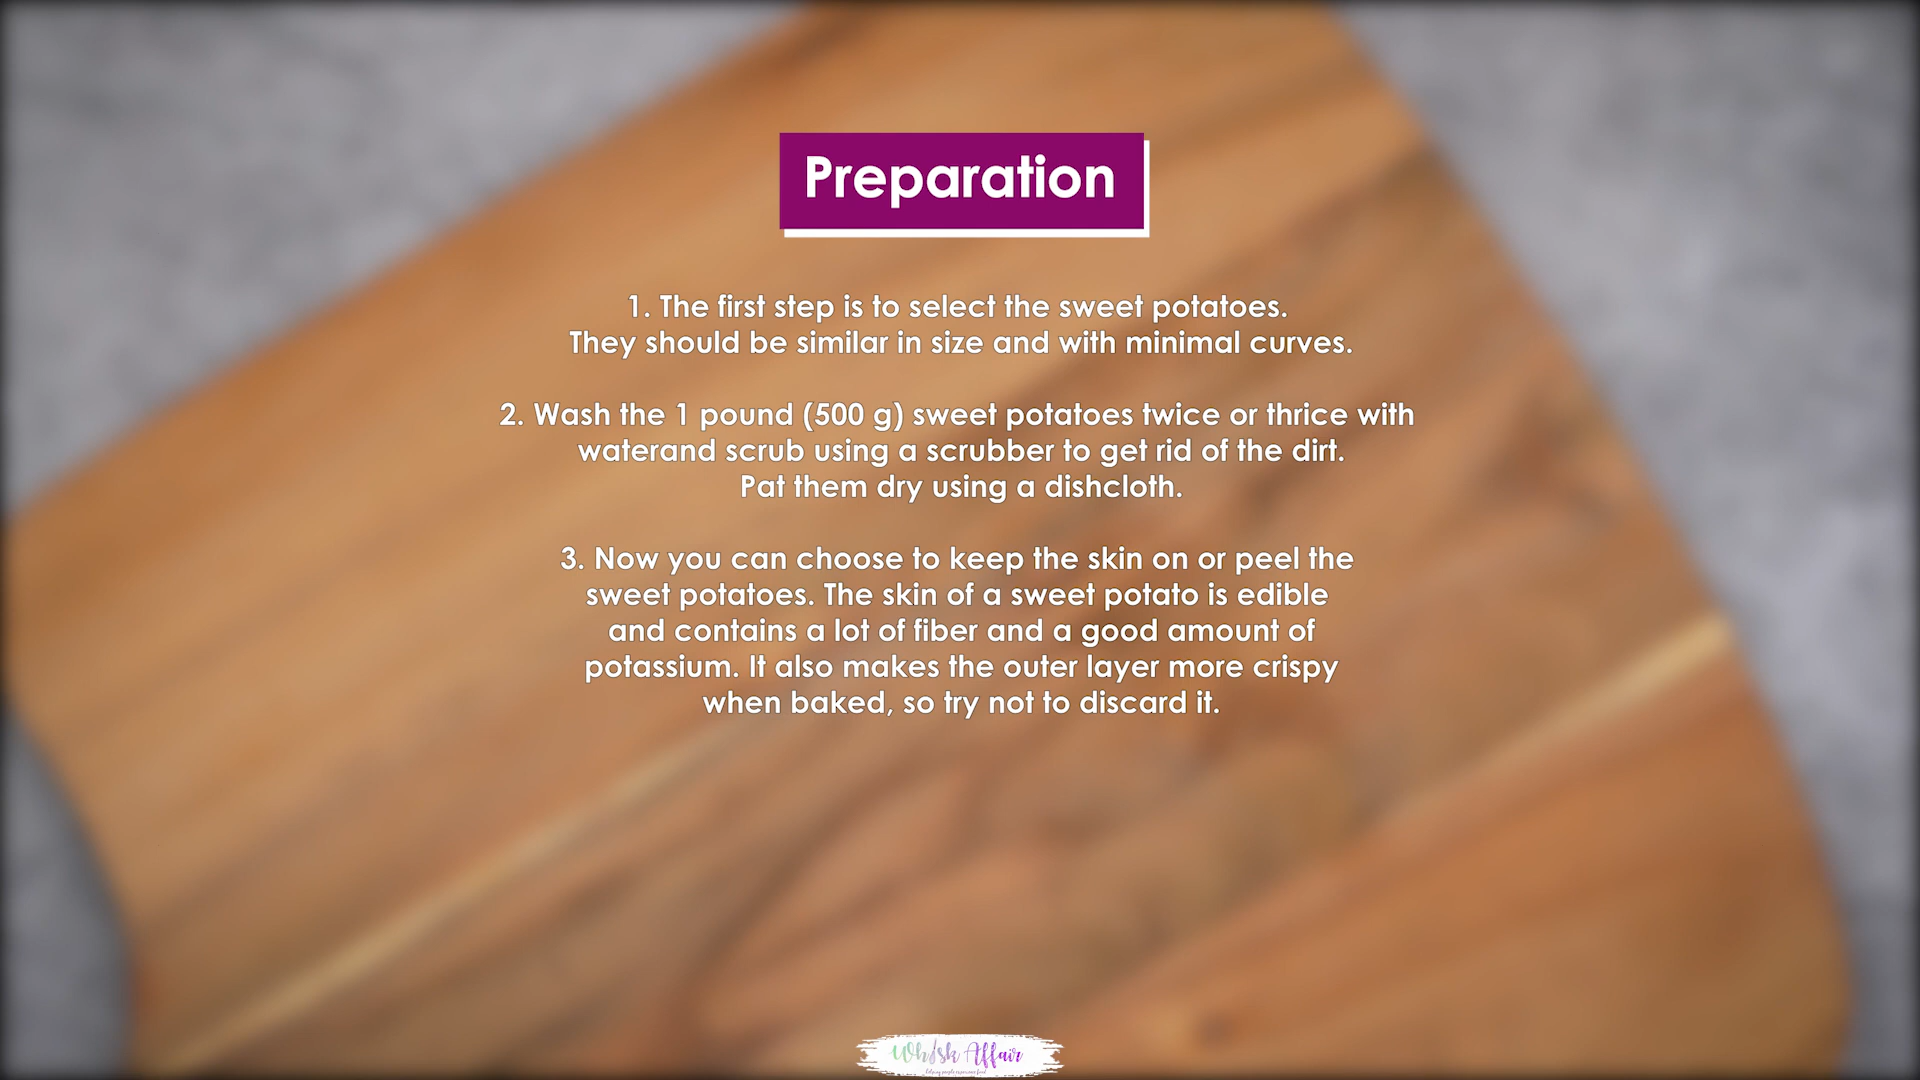 Preparation
1. The first step is to select the sweet potatoes.
They should be similar in size and with minimal curves.
2. Wash the 1 pound (500 g) sweet potatoes twice or thrice with
waterand scrub using a scrubber to get rid of the dirt.
Pat them dry using a dishcloth.
3. Now you can choose to keep the skin on or peel the
sweet potatoes. The skin of a sweet potato is edible
and contains a lot of fiber and a good amount of
potassium. It also makes the outer layer more crispy
when baked, so try not to discard it.
Whisk Affair